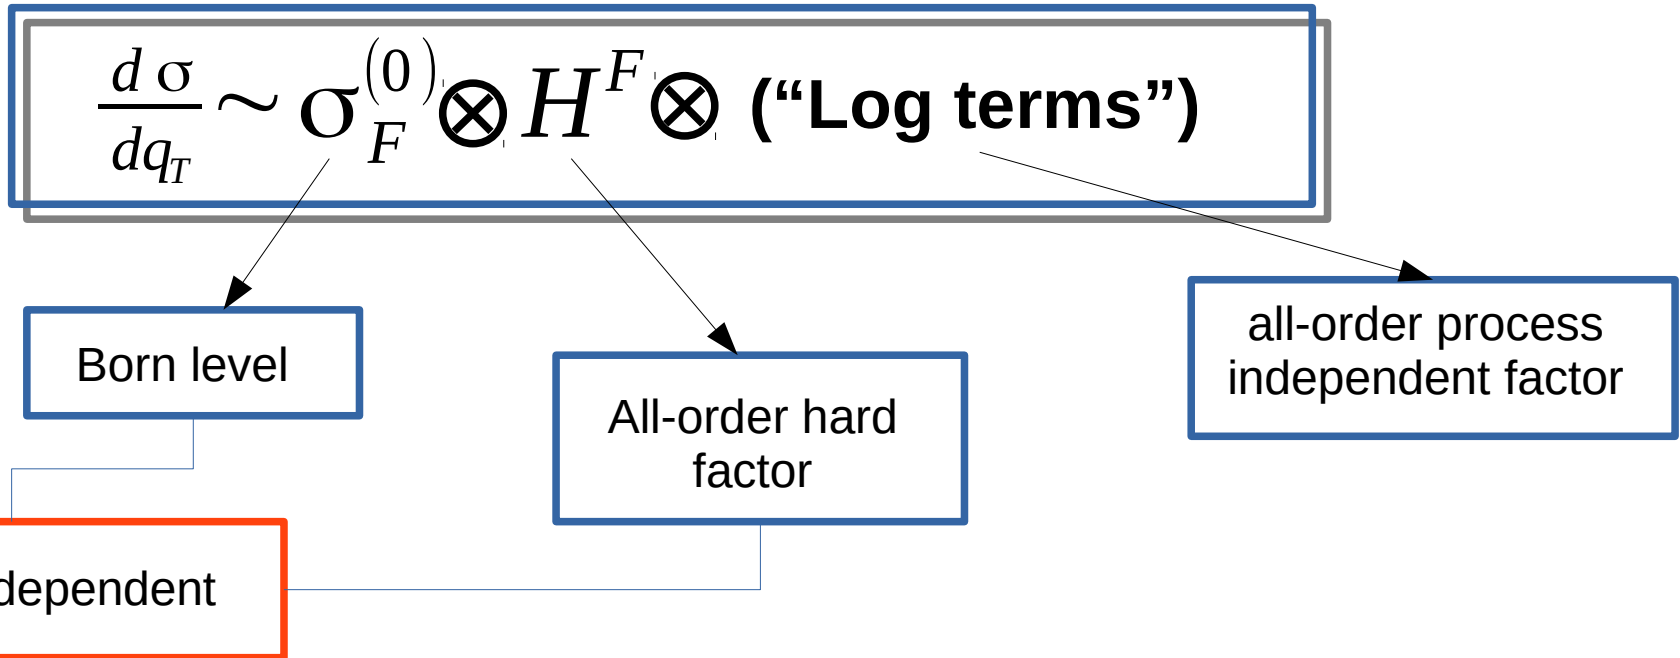 dσ/dq_T ~ σ_F^(0) ⊗ H^F ⊗ (“Log terms”)
Born level
All-order hard
factor
all-order process
independent factor
dependent